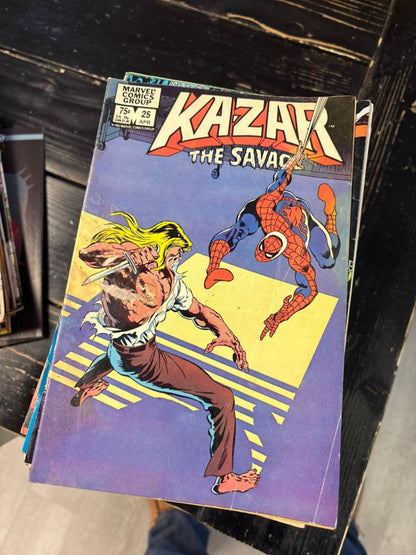 MARVEL
COMICS
GROUP
75¢ 25
APR
KA-ZAR
THE SAVAGE